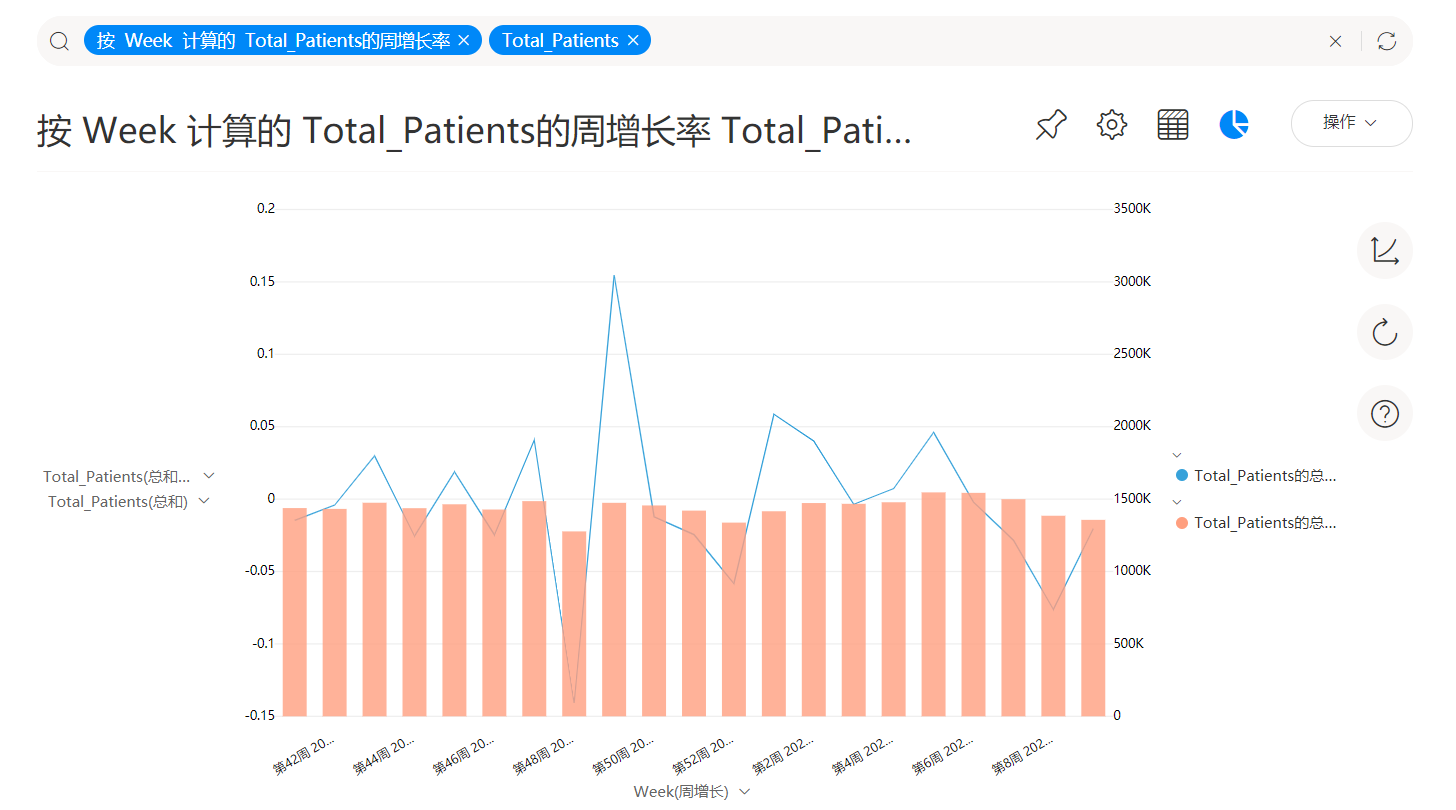 按 Week 计算的 Total_Patients的周增长率 Total_Patients
按 Week 计算的 Total_Patients的周增长率 Total_Pati...
操作
0.2
0.15
0.1
0.05
0
-0.05
-0.1
-0.15
3500K
3000K
2500K
2000K
1500K
1000K
500K
0
Total_Patients(总和...
Total_Patients(总和)
Total_Patients的总...
Total_Patients的总...
第42周 20...
第44周 20...
第46周 20...
第48周 20...
第50周 20...
第52周 20...
第2周 202...
第4周 202...
第6周 202...
第8周 202...
Week(周增长)